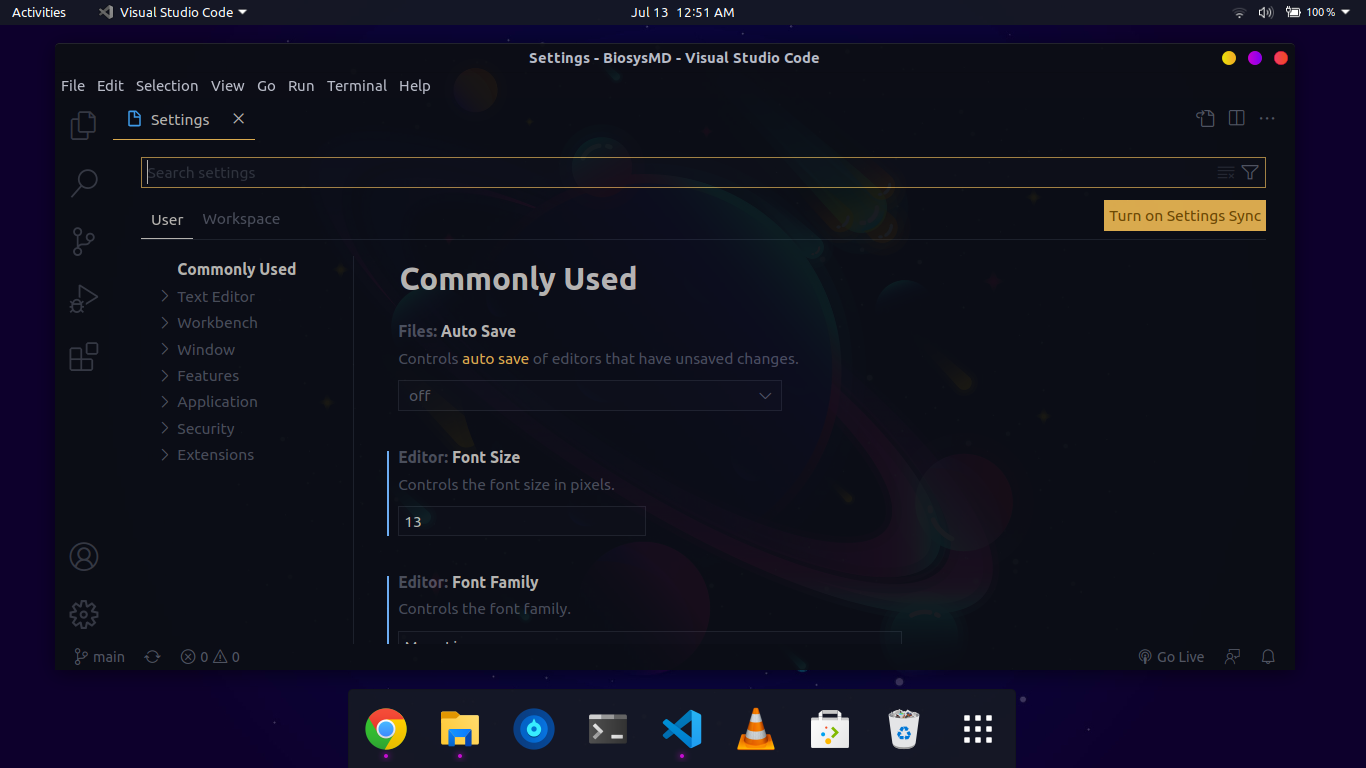 Activities Visual Studio Code Jul 13 12:51 AM 100 %
Settings - BiosysMD - Visual Studio Code
File Edit Selection View Go Run Terminal Help
Settings
Search settings
User Workspace Turn on Settings Sync
Commonly Used
Text Editor
Workbench
Window
Features
Application
Security
Extensions
Commonly Used
Files: Auto Save
Controls auto save of editors that have unsaved changes.
off
Editor: Font Size
Controls the font size in pixels.
13
Editor: Font Family
Controls the font family.
main 0 0 Go Live